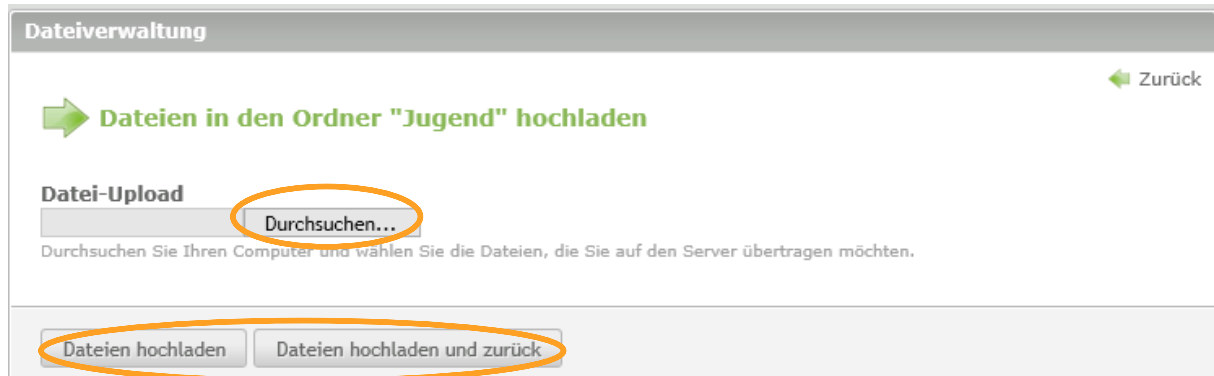 Dateiverwaltung
Zurück
Dateien in den Ordner "Jugend" hochladen
Datei-Upload
Durchsuchen...
Durchsuchen Sie Ihren Computer und wählen Sie die Dateien, die Sie auf den Server übertragen möchten.
Dateien hochladen Dateien hochladen und zurück